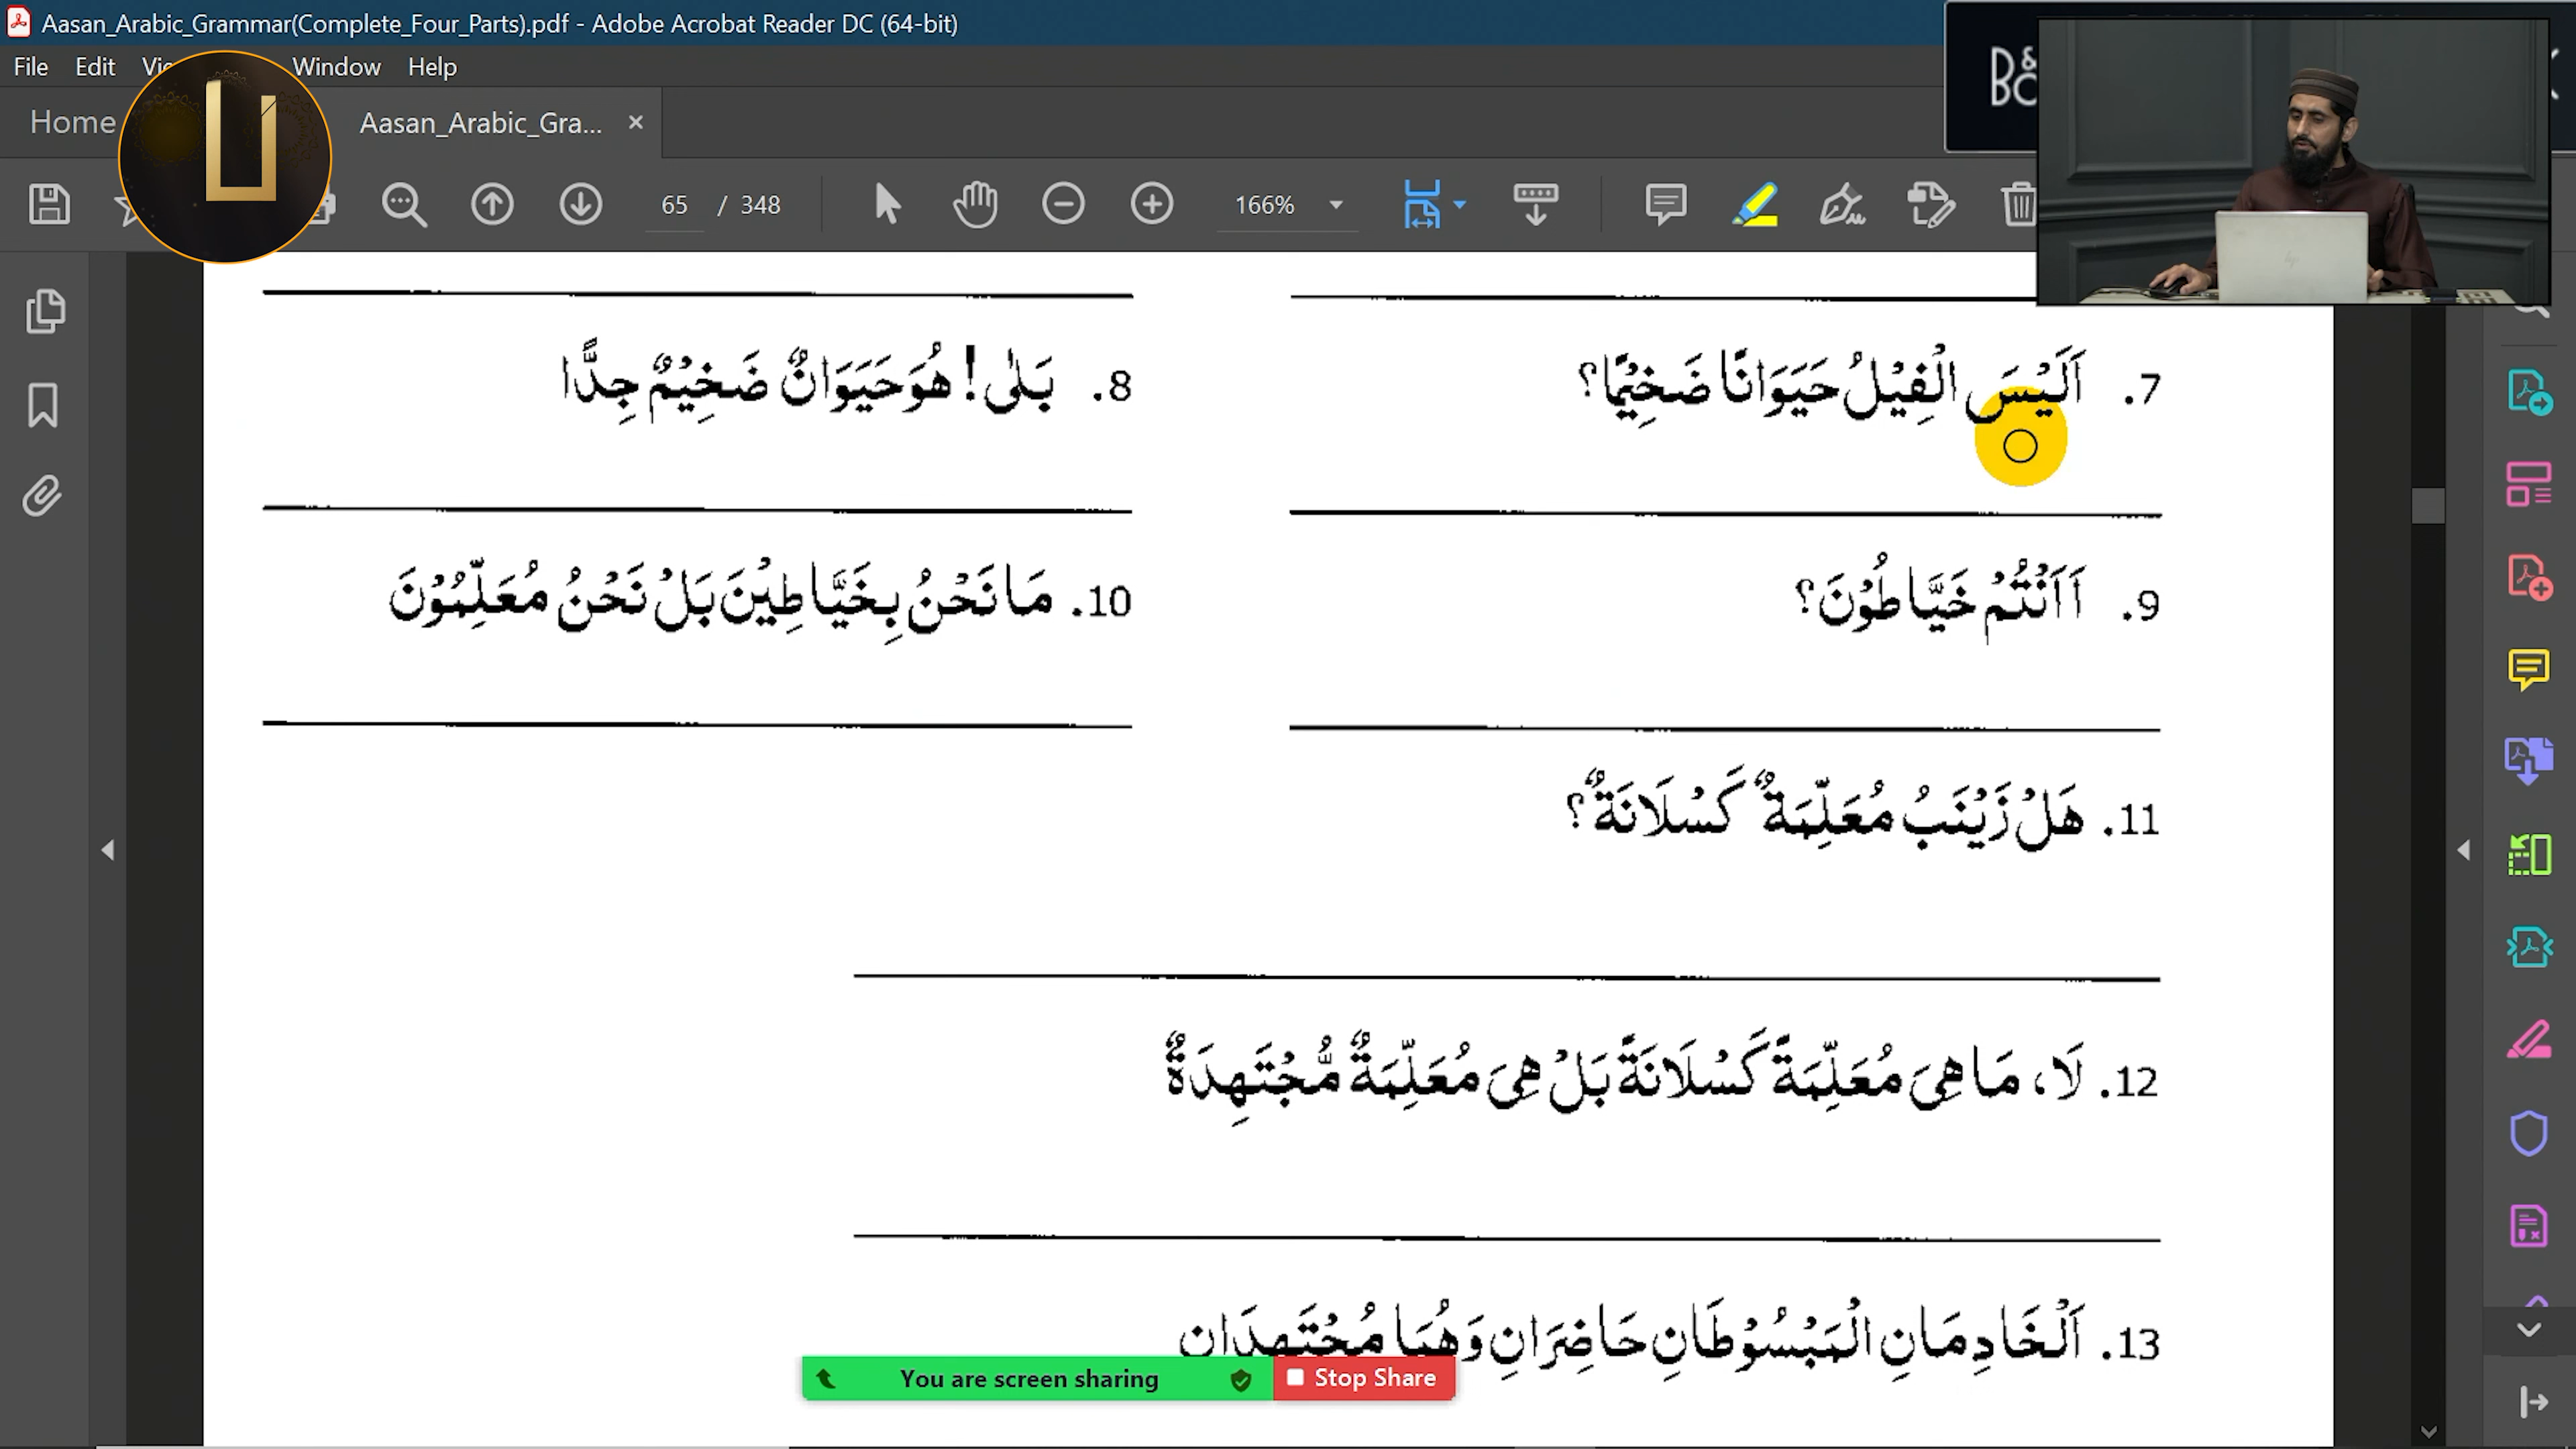 Aasan_Arabic_Grammar(Complete_Four_Parts).pdf - Adobe Acrobat Reader DC (64-bit)
File Edit Window Help
Home Aasan_Arabic_Gra...
65 / 348 166%
7. اَلَيْسَ الْفِيْلُ حَيَوَانًا ضَخِيْمًا؟
8. بَلٰى! هُوَ حَيَوَانٌ ضَخِيْمٌ جِدًّا
9. اَاَنْتُمْ خَيَّاطُوْنَ؟
10. مَا نَحْنُ بِخَيَّاطِيْنَ بَلْ نَحْنُ مُعَلِّمُوْنَ
11. هَلْ زَيْنَبُ مُعَلِّمَةٌ كَسْلَانَةٌ؟
12. لَا، مَا هِىَ مُعَلِّمَةً كَسْلَانَةً بَلْ هِىَ مُعَلِّمَةٌ مُّجْتَهِدَةٌ
13. اَلْخَادِمَانِ الْمَبْسُوْطَانِ حَاضِرَانِ وَهُمَا مُجْتَهِدَانِ
You are screen sharing Stop Share